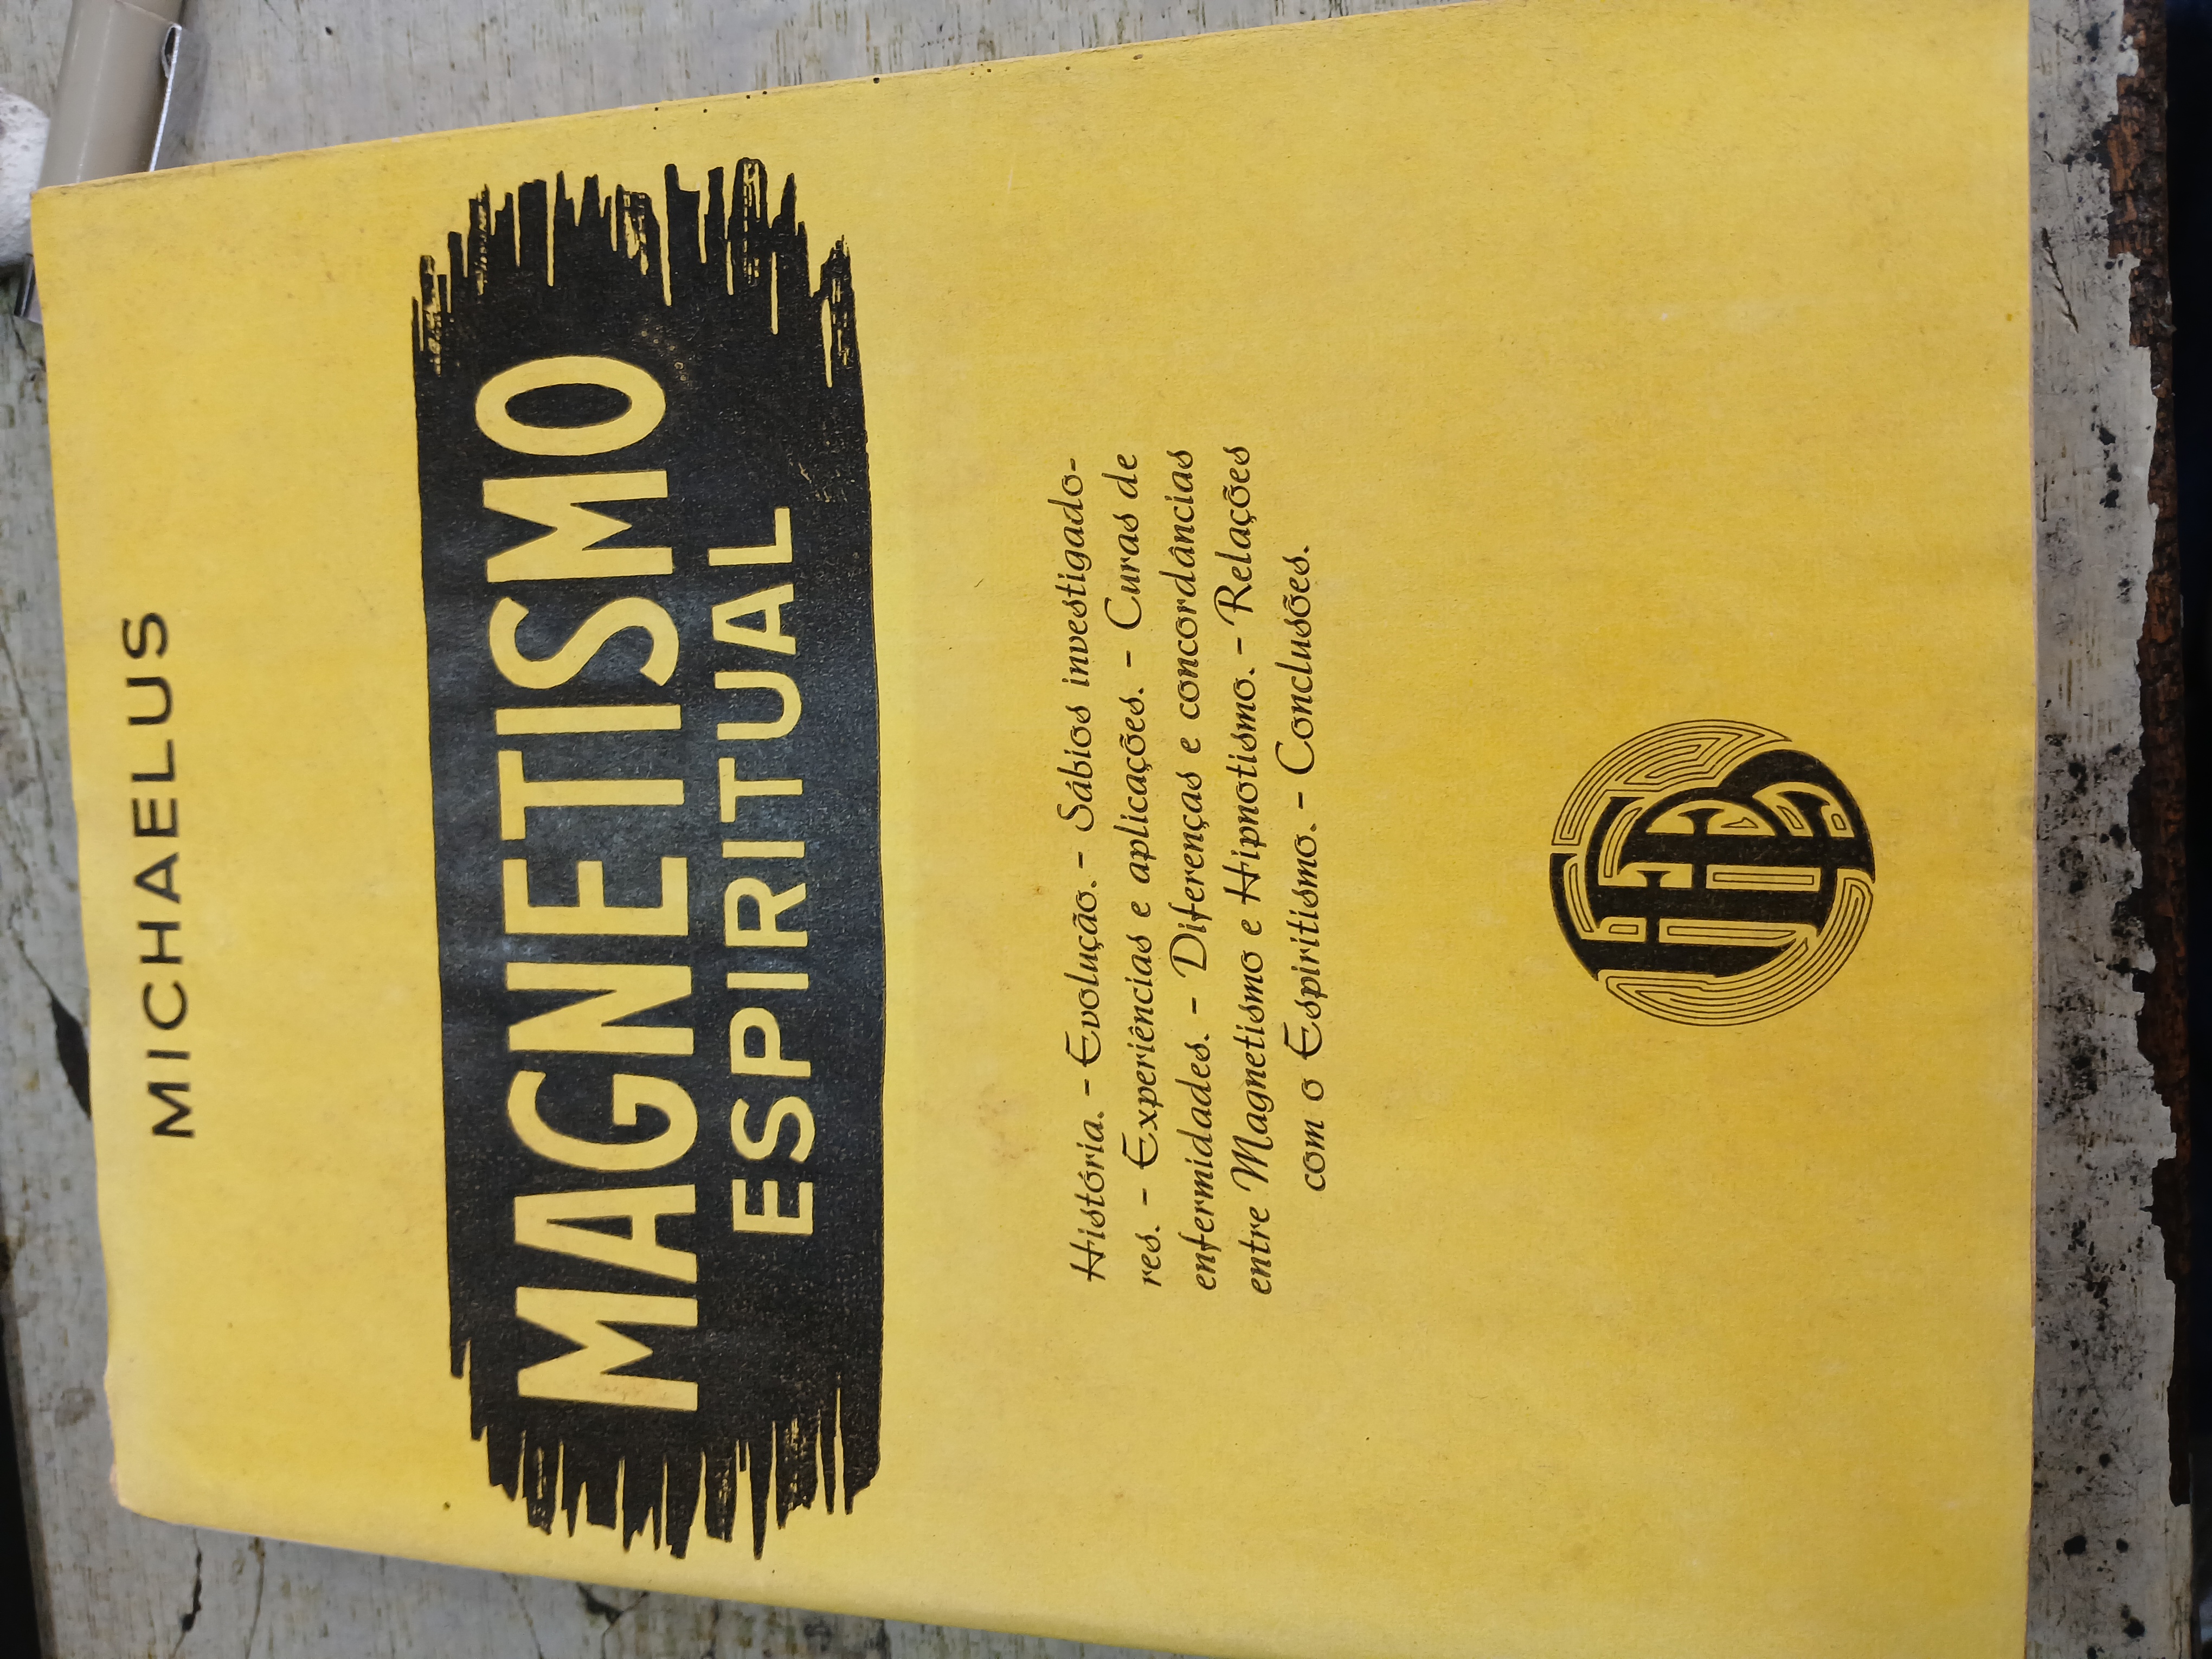 MICHAELUS
MAGNETISMO
ESPIRITUAL
História. - Evolução. - Sábios investigado-
res. - Experiências e aplicações. - Curas de
enfermidades. - Diferenças e concordâncias
entre Magnetismo e Hipnotismo. - Relações
com o Espiritismo. - Conclusões.
FEB